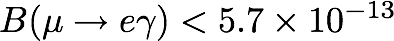 B(μ → eγ) < 5.7 × 10⁻¹³